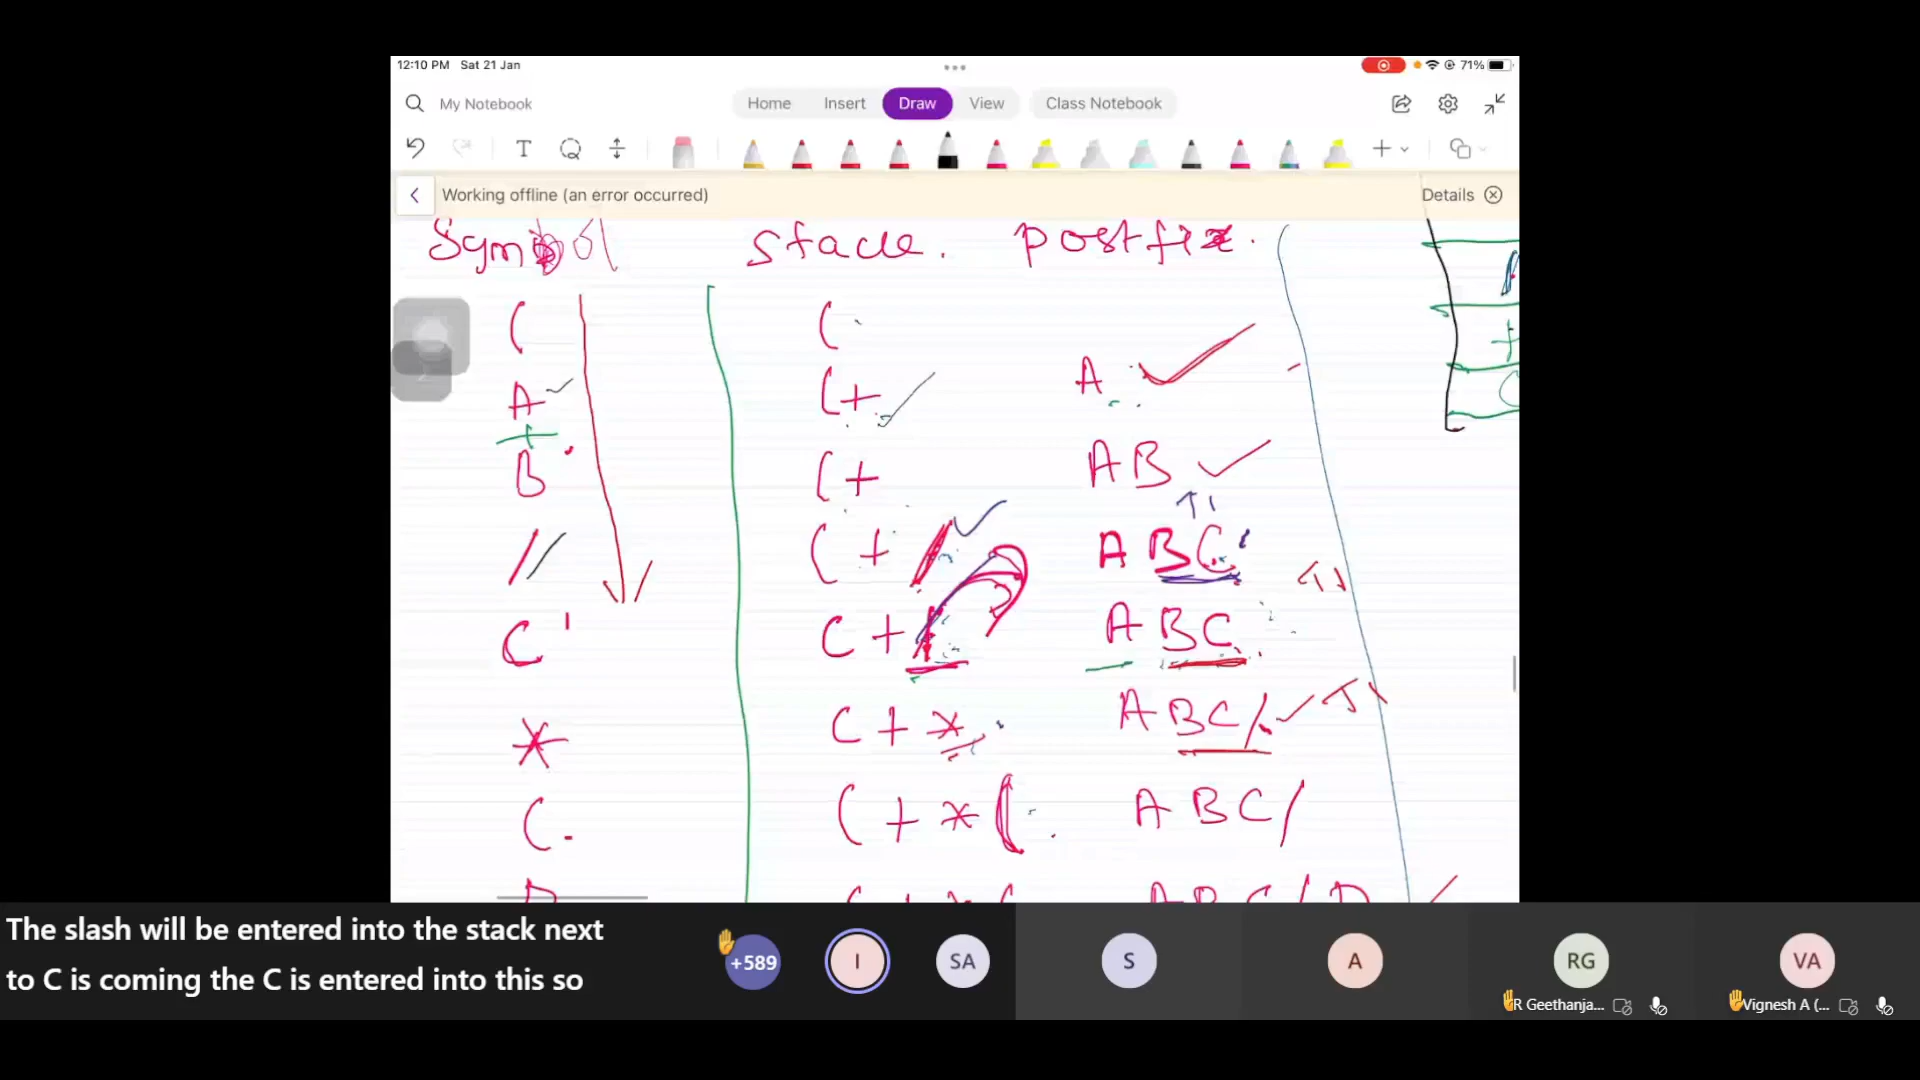 12:10 PM Sat 21 Jan
71%
My Notebook
Home Insert Draw View Class Notebook
Working offline (an error occurred)
Details
Symbol stack. postfix.
( (
A (+ A
+
B (+ AB
/ (+/ ABC
C (+/ ABC
* (+* ABC/
( (+*( ABC/
D (+*( ABC/D
The slash will be entered into the stack next
to C is coming the C is entered into this so
+589
I
SA
S
A
RG
R Geethanja...
VA
Vignesh A (...